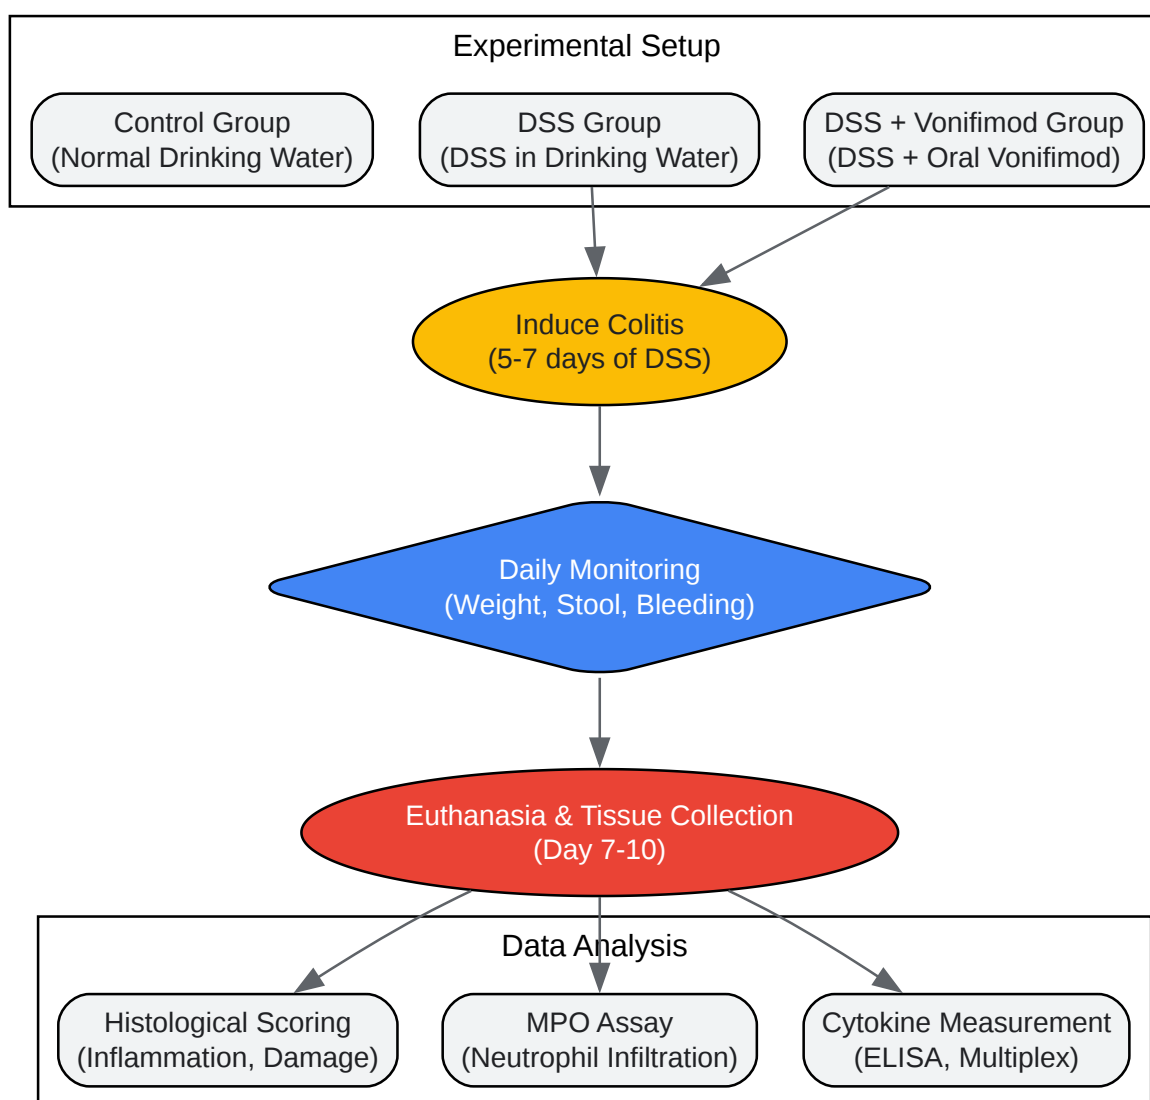 Experimental Setup
Control Group
(Normal Drinking Water)
DSS Group
(DSS in Drinking Water)
DSS + Vonifimod Group
(DSS + Oral Vonifimod)
Induce Colitis
(5-7 days of DSS)
Daily Monitoring
(Weight, Stool, Bleeding)
Euthanasia & Tissue Collection
(Day 7-10)
Data Analysis
Histological Scoring
(Inflammation, Damage)
MPO Assay
(Neutrophil Infiltration)
Cytokine Measurement
(ELISA, Multiplex)